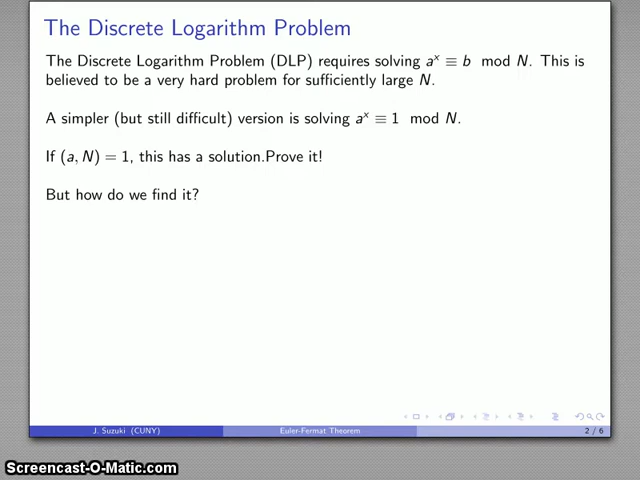 The Discrete Logarithm Problem
The Discrete Logarithm Problem (DLP) requires solving aˣ ≡ b mod N. This is
believed to be a very hard problem for sufficiently large N.
A simpler (but still difficult) version is solving aˣ ≡ 1 mod N.
If (a, N) = 1, this has a solution.Prove it!
But how do we find it?
J. Suzuki (CUNY)
Euler-Fermat Theorem
2 / 6
Screencast-O-Matic.com